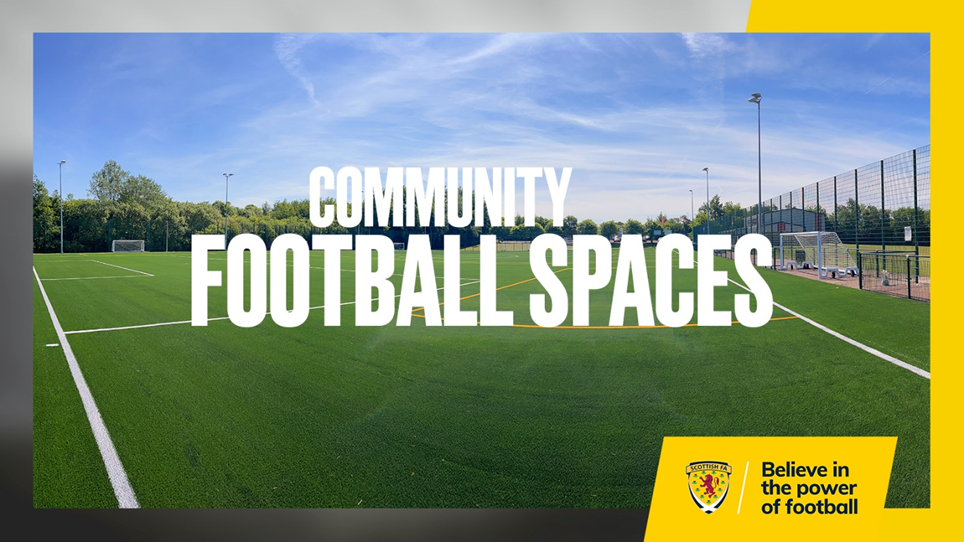 COMMUNITY
FOOTBALL SPACES
SCOTTISH FA
Believe in
the power
of football